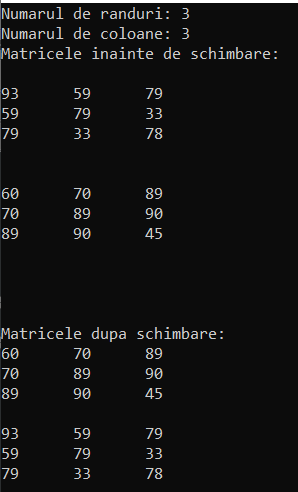 Numarul de randuri: 3
Numarul de coloane: 3
Matricele inainte de schimbare:
93 59 79
59 79 33
79 33 78
60 70 89
70 89 90
89 90 45
Matricele dupa schimbare:
60 70 89
70 89 90
89 90 45
93 59 79
59 79 33
79 33 78